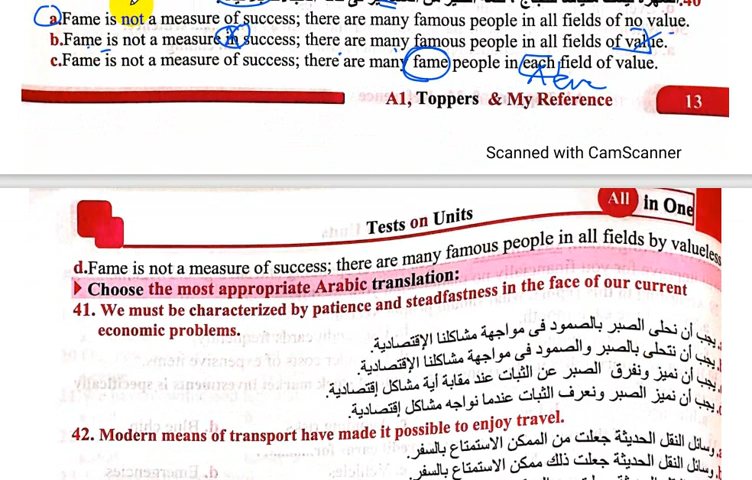 a.Fame is not a measure of success; there are many famous people in all fields of no value.
b.Fame is not a measure in success; there are many famous people in all fields of value.
c.Fame is not a measure of success; there are many fame people in each field of value.
A1, Toppers & My Reference
13
Scanned with CamScanner
All in One
Tests on Units
d.Fame is not a measure of success; there are many famous people in all fields by valueless
Choose the most appropriate Arabic translation:
41. We must be characterized by patience and steadfastness in the face of our current
economic problems.
يجب أن نحلى الصبر بالصمود فى مواجهة مشاكلنا الإقتصادية.
يجب أن نتحلى بالصبر والصمود فى مواجهة مشاكلنا الإقتصادية.
يجب أن نميز ونفرق الصبر عن الثبات عند مقابة أية مشاكل إقتصادية.
يجب أن نميز الصبر ونعرف الثبات عندما نواجه مشاكل إقتصادية.
42. Modern means of transport have made it possible to enjoy travel.
وسائل النقل الحديثة جعلت من الممكن الاستمتاع بالسفر.
وسائل النقل الحديثة جعلت ذلك ممكن الاستمتاع بالسفر.